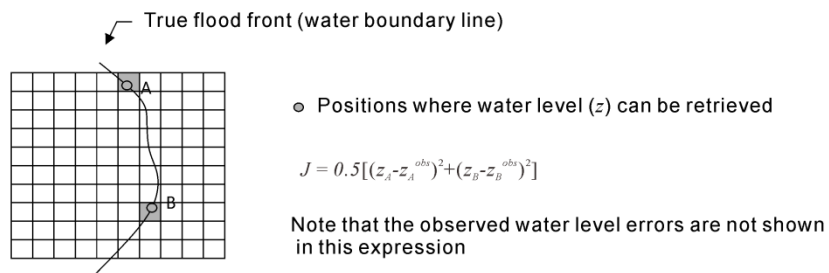 True flood front (water boundary line)
A
Positions where water level (z) can be retrieved
J = 0.5[(z_A-z_A^obs)²+(z_B-z_B^obs)²]
B
Note that the observed water level errors are not shown
in this expression